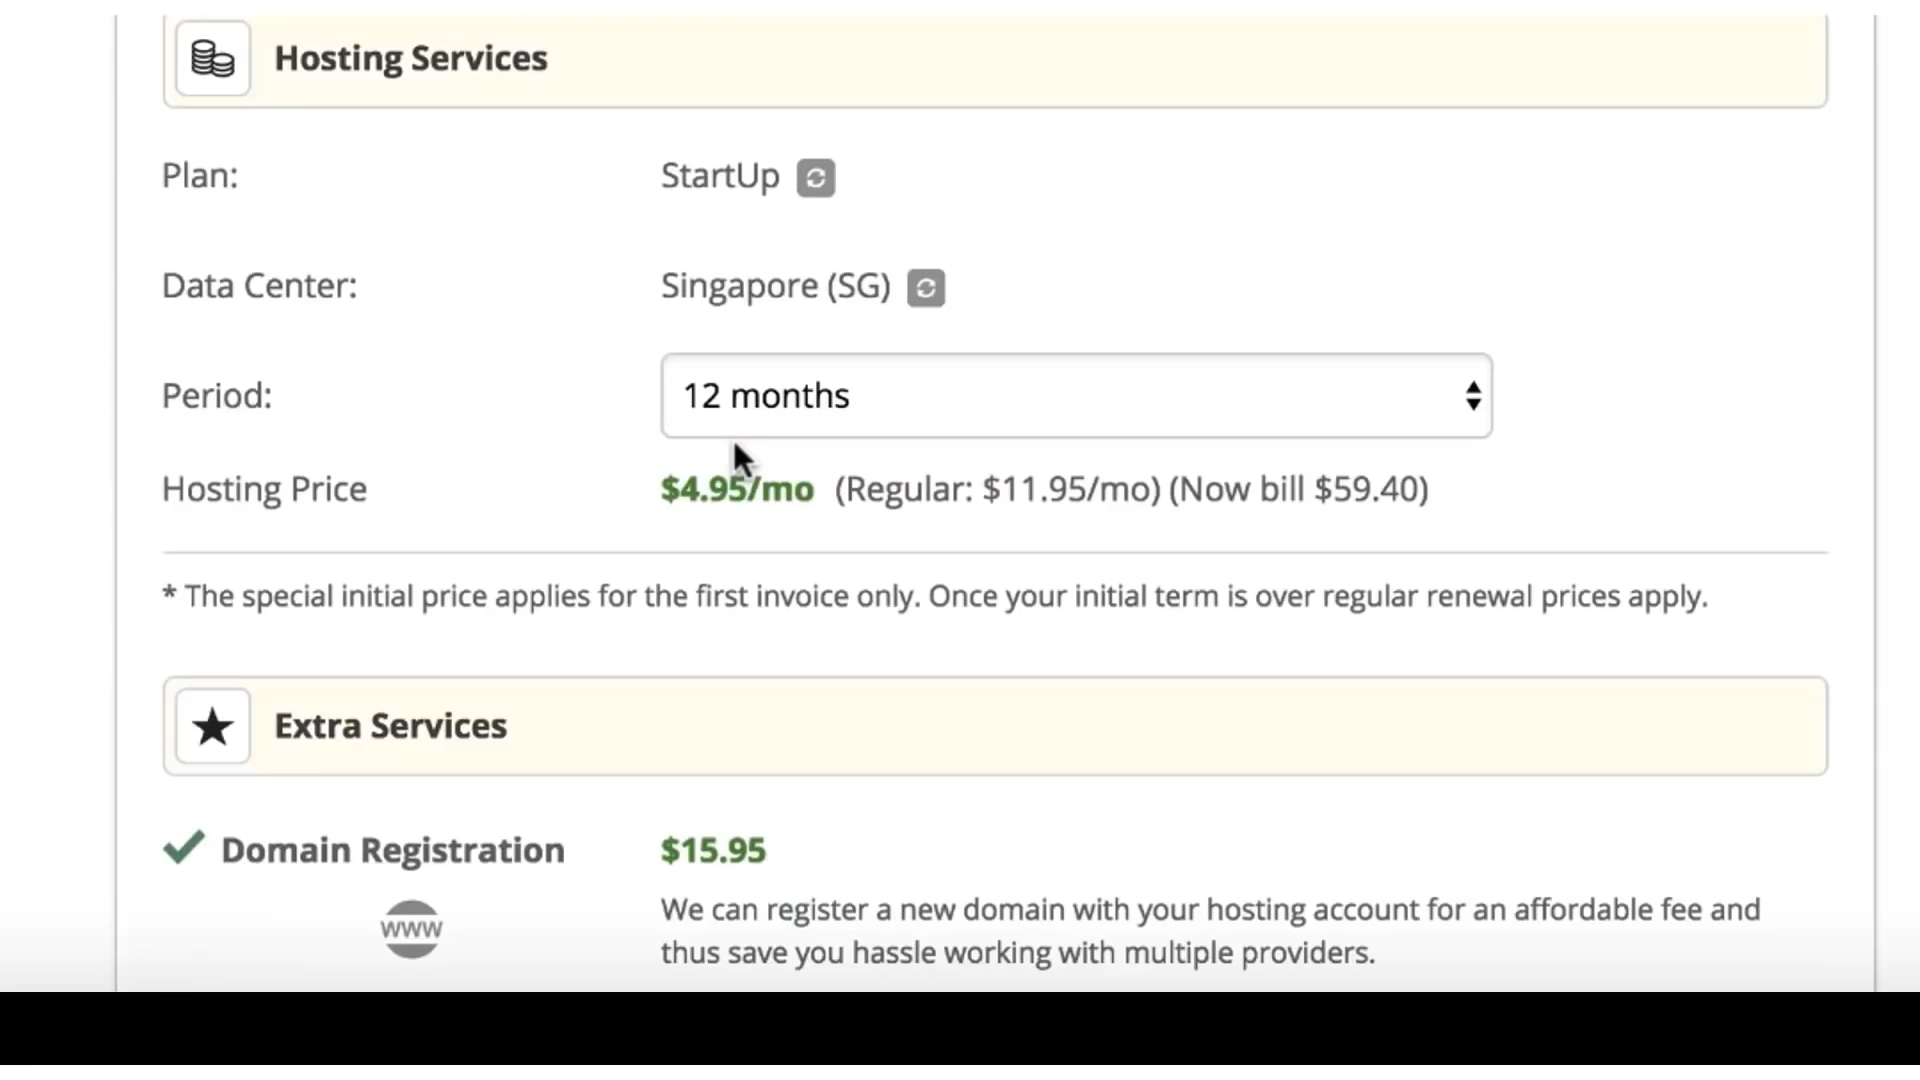 Hosting Services
Plan: StartUp
Data Center: Singapore (SG)
Period: 12 months
Hosting Price $4.95/mo (Regular: $11.95/mo) (Now bill $59.40)
* The special initial price applies for the first invoice only. Once your initial term is over regular renewal prices apply.
Extra Services
Domain Registration $15.95
WWW
We can register a new domain with your hosting account for an affordable fee and
thus save you hassle working with multiple providers.